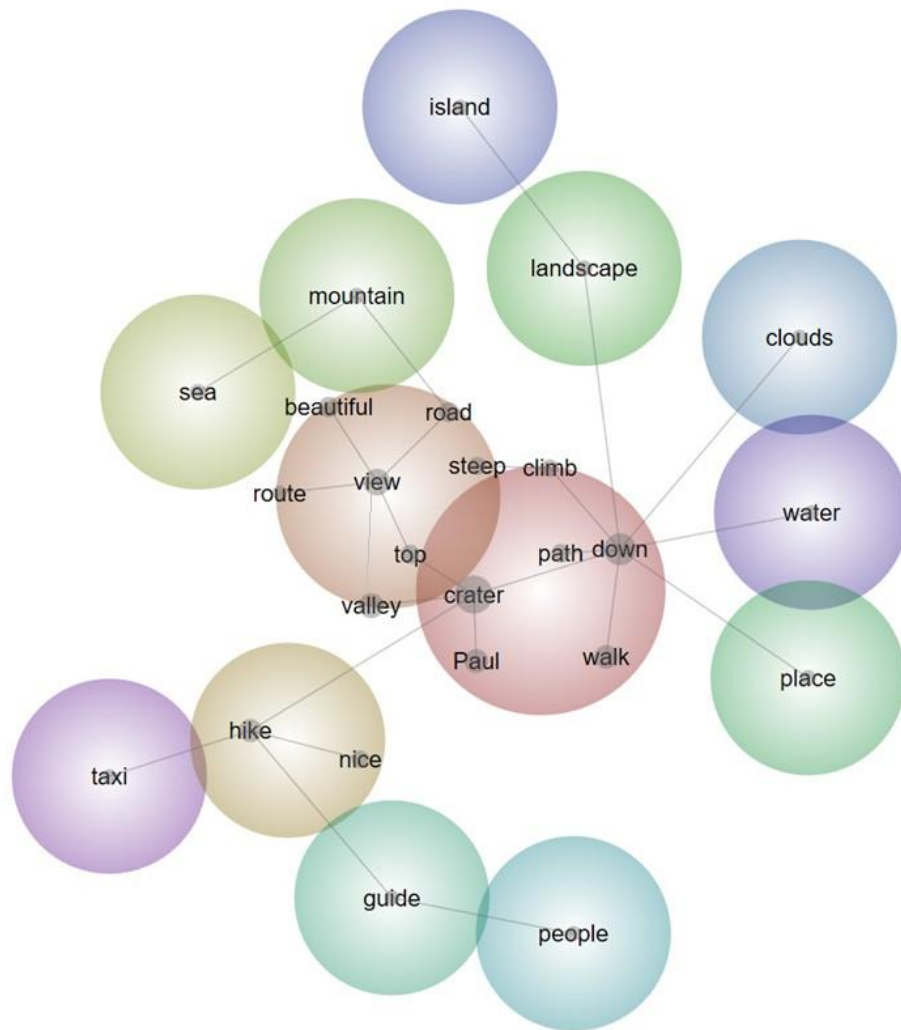 island
landscape
mountain
clouds
sea
beautiful
road
steep
climb
view
route
water
top
path
down
valley
crater
Paul
walk
place
hike
nice
taxi
guide
people